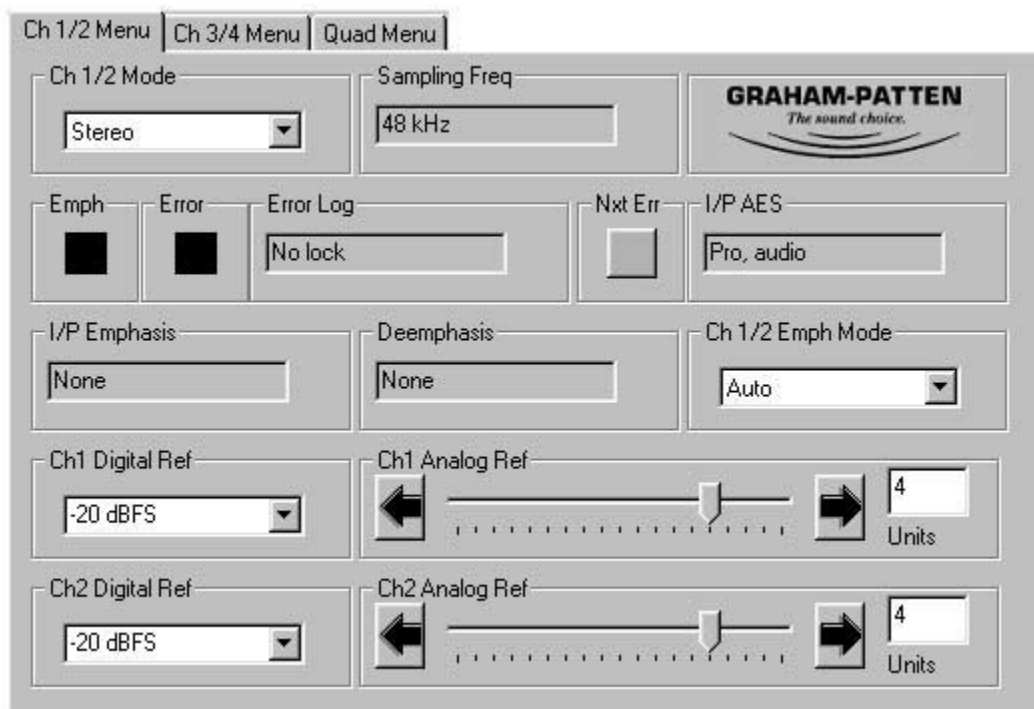 Ch 1/2 Menu
Ch 3/4 Menu
Quad Menu
Ch 1/2 Mode
Stereo
Sampling Freq
48 kHz
GRAHAM-PATTEN
The sound choice.
Emph
Error
Error Log
No lock
Nxt Err
I/P AES
Pro, audio
I/P Emphasis
None
Deemphasis
None
Ch 1/2 Emph Mode
Auto
Ch1 Digital Ref
-20 dBFS
Ch1 Analog Ref
4
Units
Ch2 Digital Ref
-20 dBFS
Ch2 Analog Ref
4
Units